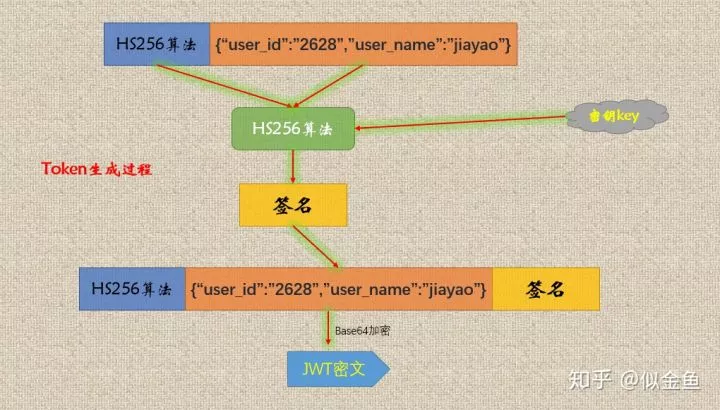 HS256算法 {“user_id”:”2628”,”user_name”:”jiayao”}
HS256算法
密钥key
Token生成过程
签名
HS256算法 {“user_id”:”2628”,”user_name”:”jiayao”} 签名
Base64加密
JWT密文
知乎 @似金鱼